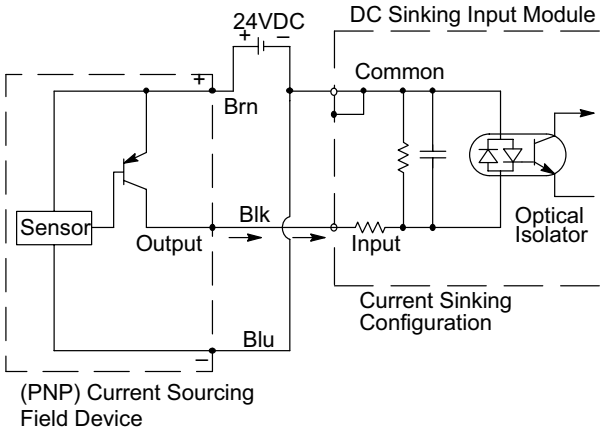 24VDC
DC Sinking Input Module
+ −
Common
+
Brn
Sensor
Output
Blk
Input
Optical
Isolator
Current Sinking
Configuration
Blu
−
(PNP) Current Sourcing
Field Device